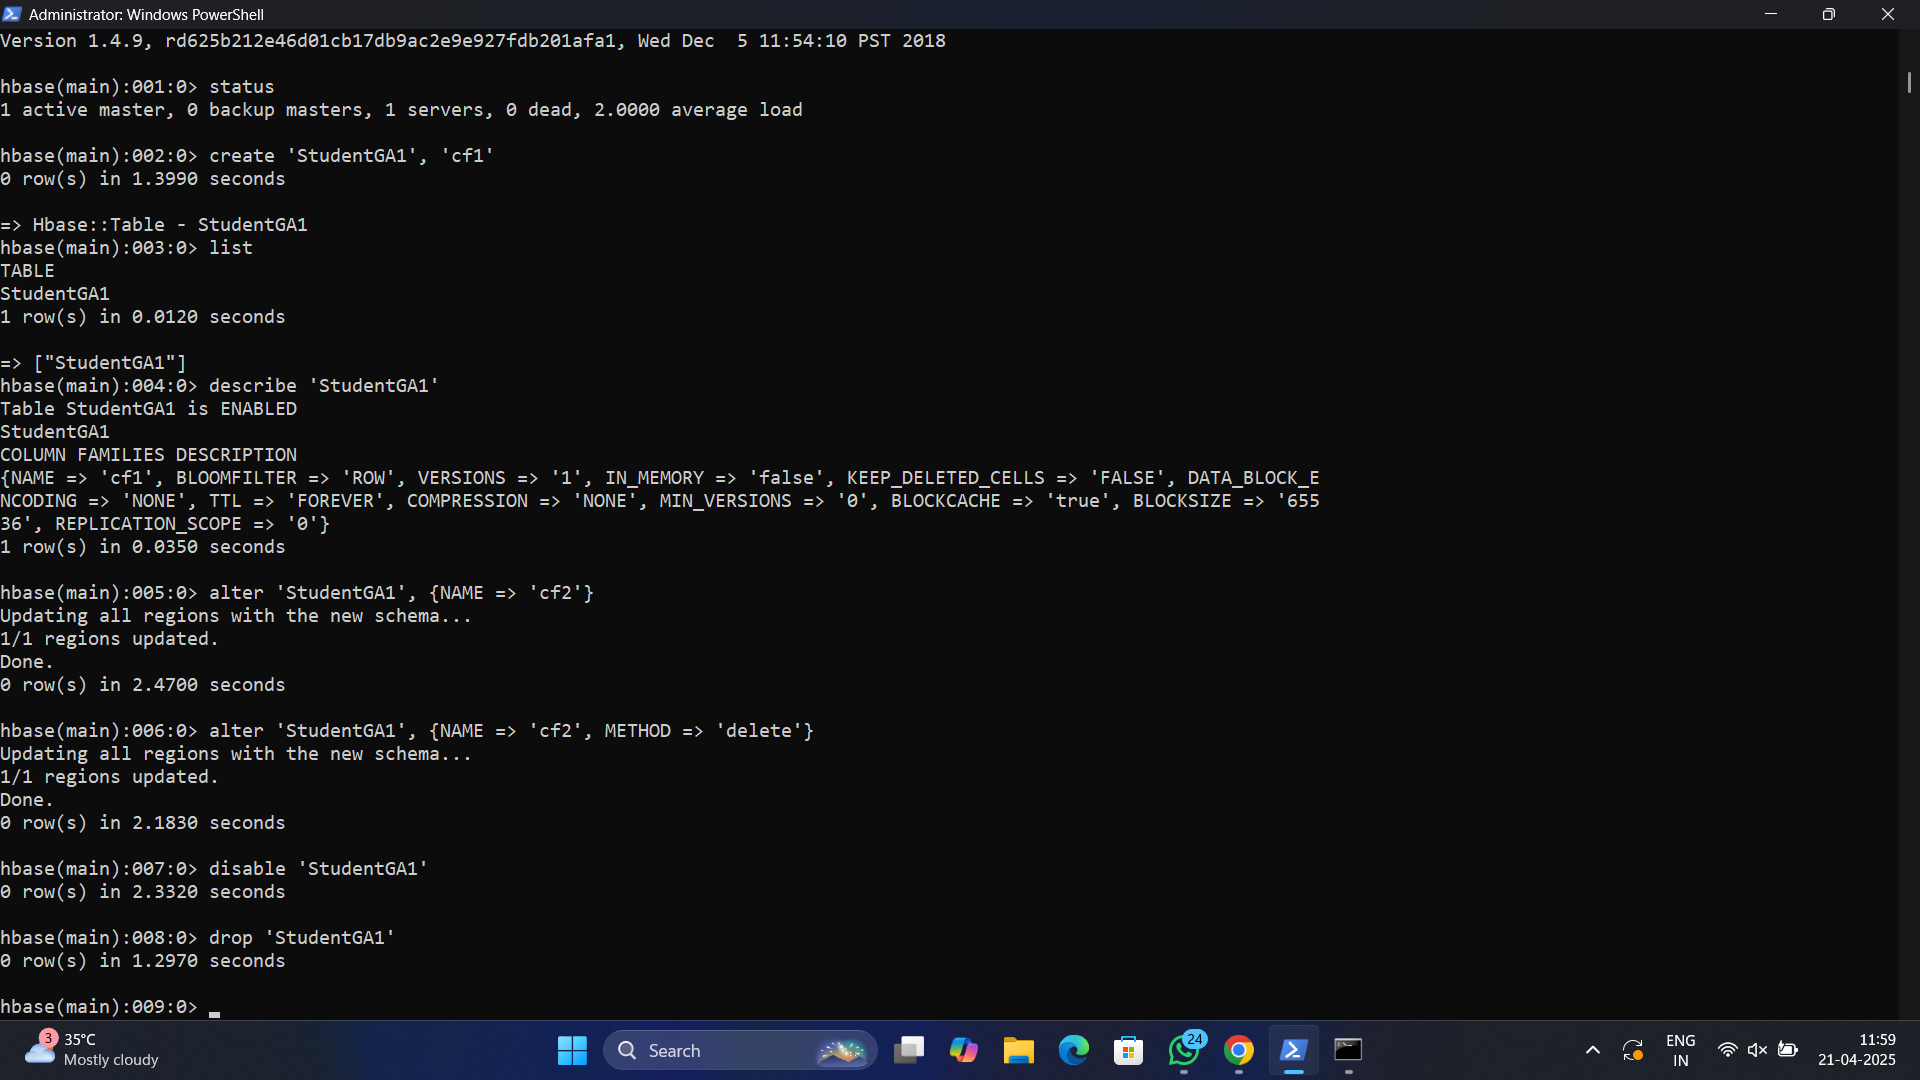 Administrator: Windows PowerShell
Version 1.4.9, rd625b212e46d01cb17db9ac2e9e927fdb201afa1, Wed Dec  5 11:54:10 PST 2018
hbase(main):001:0> status
1 active master, 0 backup masters, 1 servers, 0 dead, 2.0000 average load
hbase(main):002:0> create 'StudentGA1', 'cf1'
0 row(s) in 1.3990 seconds
=> Hbase::Table - StudentGA1
hbase(main):003:0> list
TABLE
StudentGA1
1 row(s) in 0.0120 seconds
=> ["StudentGA1"]
hbase(main):004:0> describe 'StudentGA1'
Table StudentGA1 is ENABLED
StudentGA1
COLUMN FAMILIES DESCRIPTION
{NAME => 'cf1', BLOOMFILTER => 'ROW', VERSIONS => '1', IN_MEMORY => 'false', KEEP_DELETED_CELLS => 'FALSE', DATA_BLOCK_E
NCODING => 'NONE', TTL => 'FOREVER', COMPRESSION => 'NONE', MIN_VERSIONS => '0', BLOCKCACHE => 'true', BLOCKSIZE => '655
36', REPLICATION_SCOPE => '0'}
1 row(s) in 0.0350 seconds
hbase(main):005:0> alter 'StudentGA1', {NAME => 'cf2'}
Updating all regions with the new schema...
1/1 regions updated.
Done.
0 row(s) in 2.4700 seconds
hbase(main):006:0> alter 'StudentGA1', {NAME => 'cf2', METHOD => 'delete'}
Updating all regions with the new schema...
1/1 regions updated.
Done.
0 row(s) in 2.1830 seconds
hbase(main):007:0> disable 'StudentGA1'
0 row(s) in 2.3320 seconds
hbase(main):008:0> drop 'StudentGA1'
0 row(s) in 1.2970 seconds
hbase(main):009:0>
3
35°C
Mostly cloudy
Search
24
ENG
IN
11:59
21-04-2025